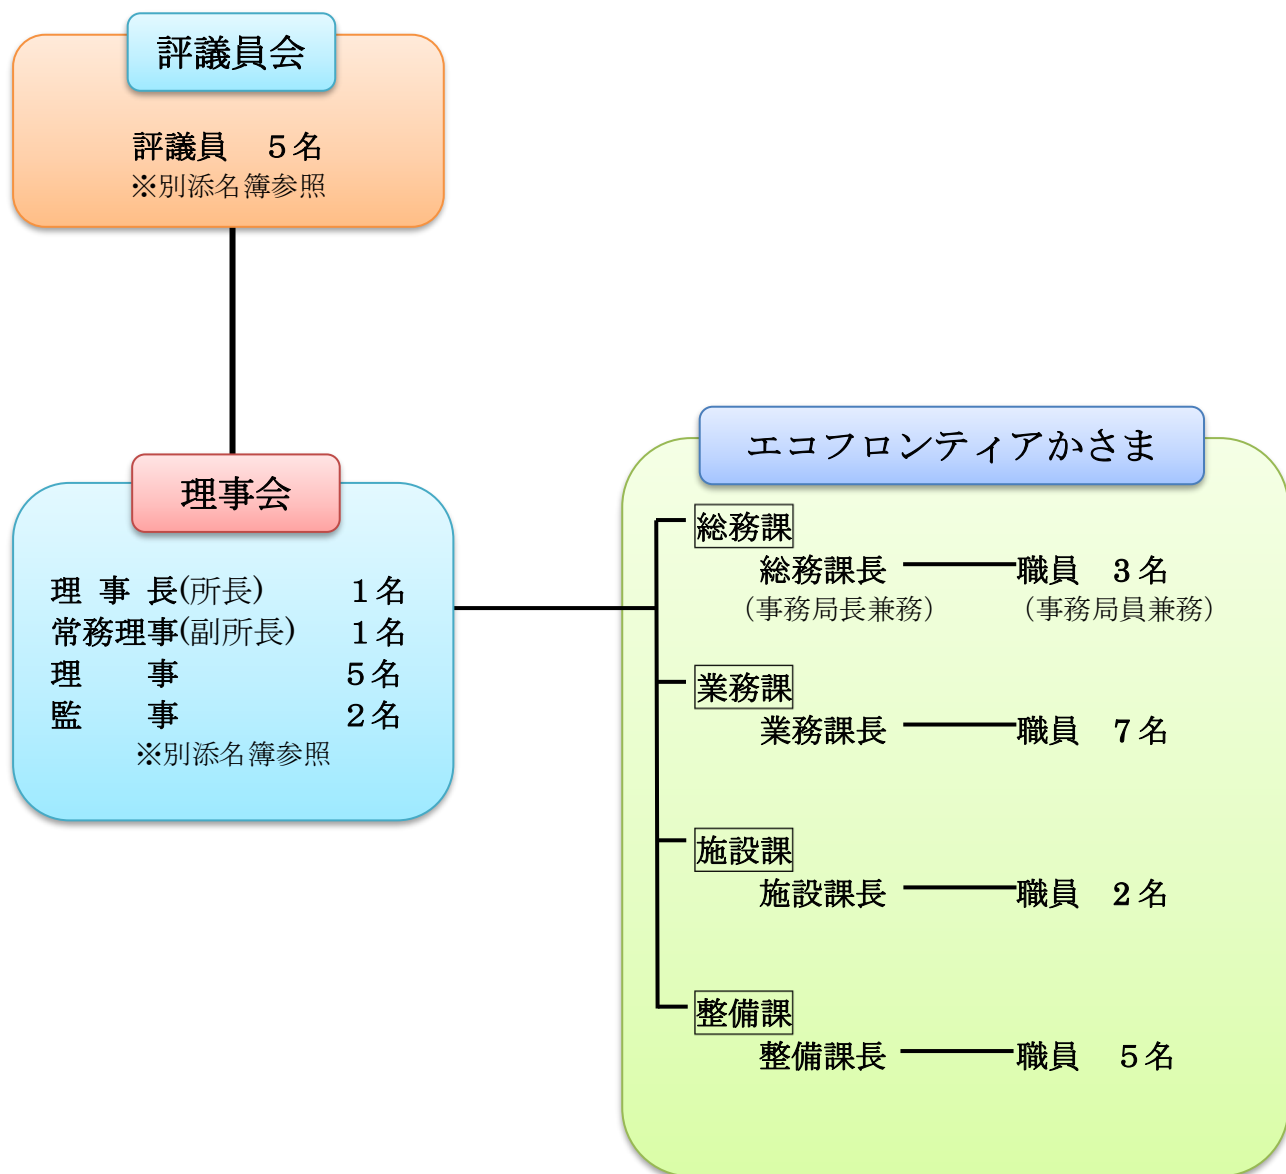 評議員会
評議員　５名
※別添名簿参照
理事会
理 事 長(所長)　　１名
常務理事(副所長)　１名
理　　事　　　　　５名
監　　事　　　　　２名
※別添名簿参照
エコフロンティアかさま
総務課
総務課長　職員　３名
（事務局長兼務）　（事務局員兼務）
業務課
業務課長　職員　７名
施設課
施設課長　職員　２名
整備課
整備課長　職員　５名